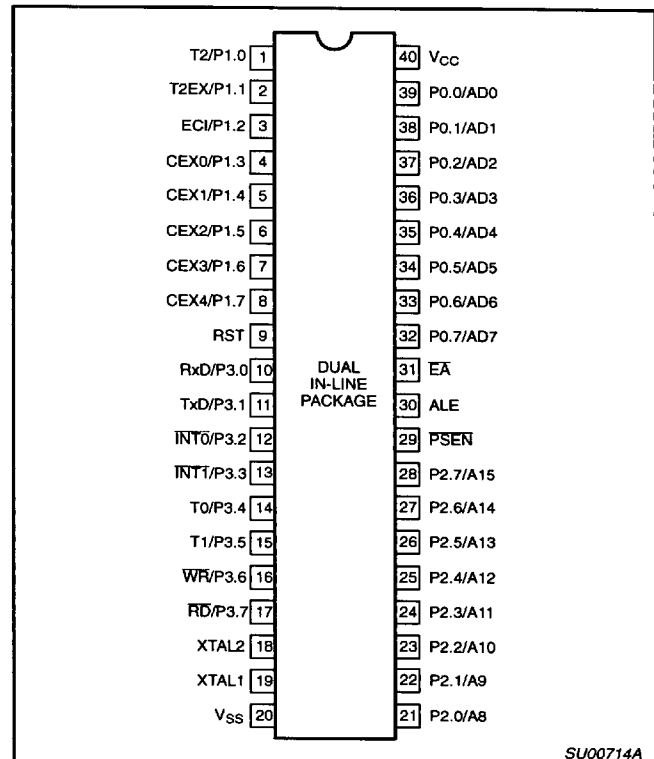 T2/P1.0 1
T2EX/P1.1 2
ECI/P1.2 3
CEX0/P1.3 4
CEX1/P1.4 5
CEX2/P1.5 6
CEX3/P1.6 7
CEX4/P1.7 8
RST 9
RxD/P3.0 10
TxD/P3.1 11
INT0/P3.2 12
INT1/P3.3 13
T0/P3.4 14
T1/P3.5 15
WR/P3.6 16
RD/P3.7 17
XTAL2 18
XTAL1 19
VSS 20
DUAL
IN-LINE
PACKAGE
40 VCC
39 P0.0/AD0
38 P0.1/AD1
37 P0.2/AD2
36 P0.3/AD3
35 P0.4/AD4
34 P0.5/AD5
33 P0.6/AD6
32 P0.7/AD7
31 EA
30 ALE
29 PSEN
28 P2.7/A15
27 P2.6/A14
26 P2.5/A13
25 P2.4/A12
24 P2.3/A11
23 P2.2/A10
22 P2.1/A9
21 P2.0/A8
SU00714A